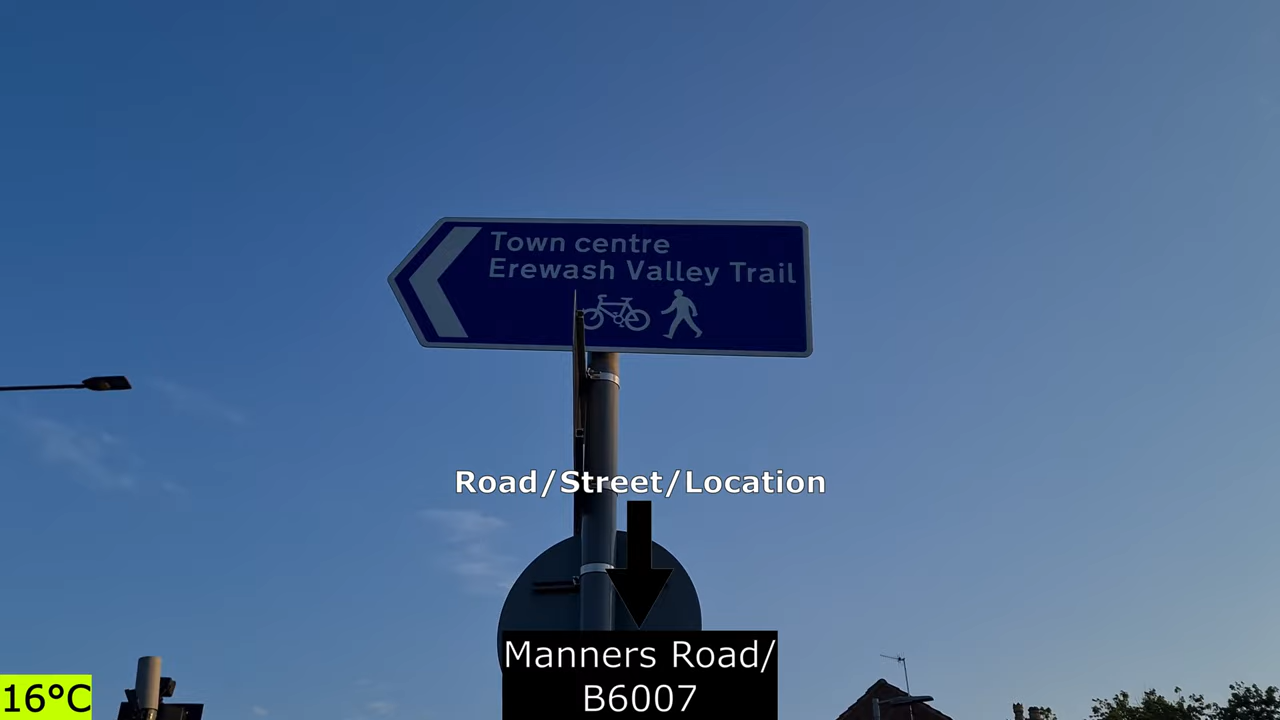 Town centre
Erewash Valley Trail
Road/Street/Location
Manners Road/
B6007
16°C